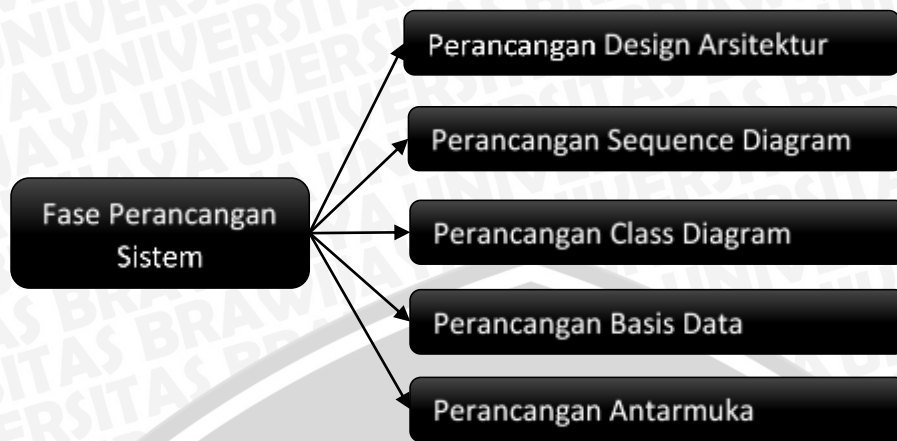 Perancangan Design Arsitektur
Perancangan Sequence Diagram
Fase Perancangan
Sistem
Perancangan Class Diagram
Perancangan Basis Data
Perancangan Antarmuka